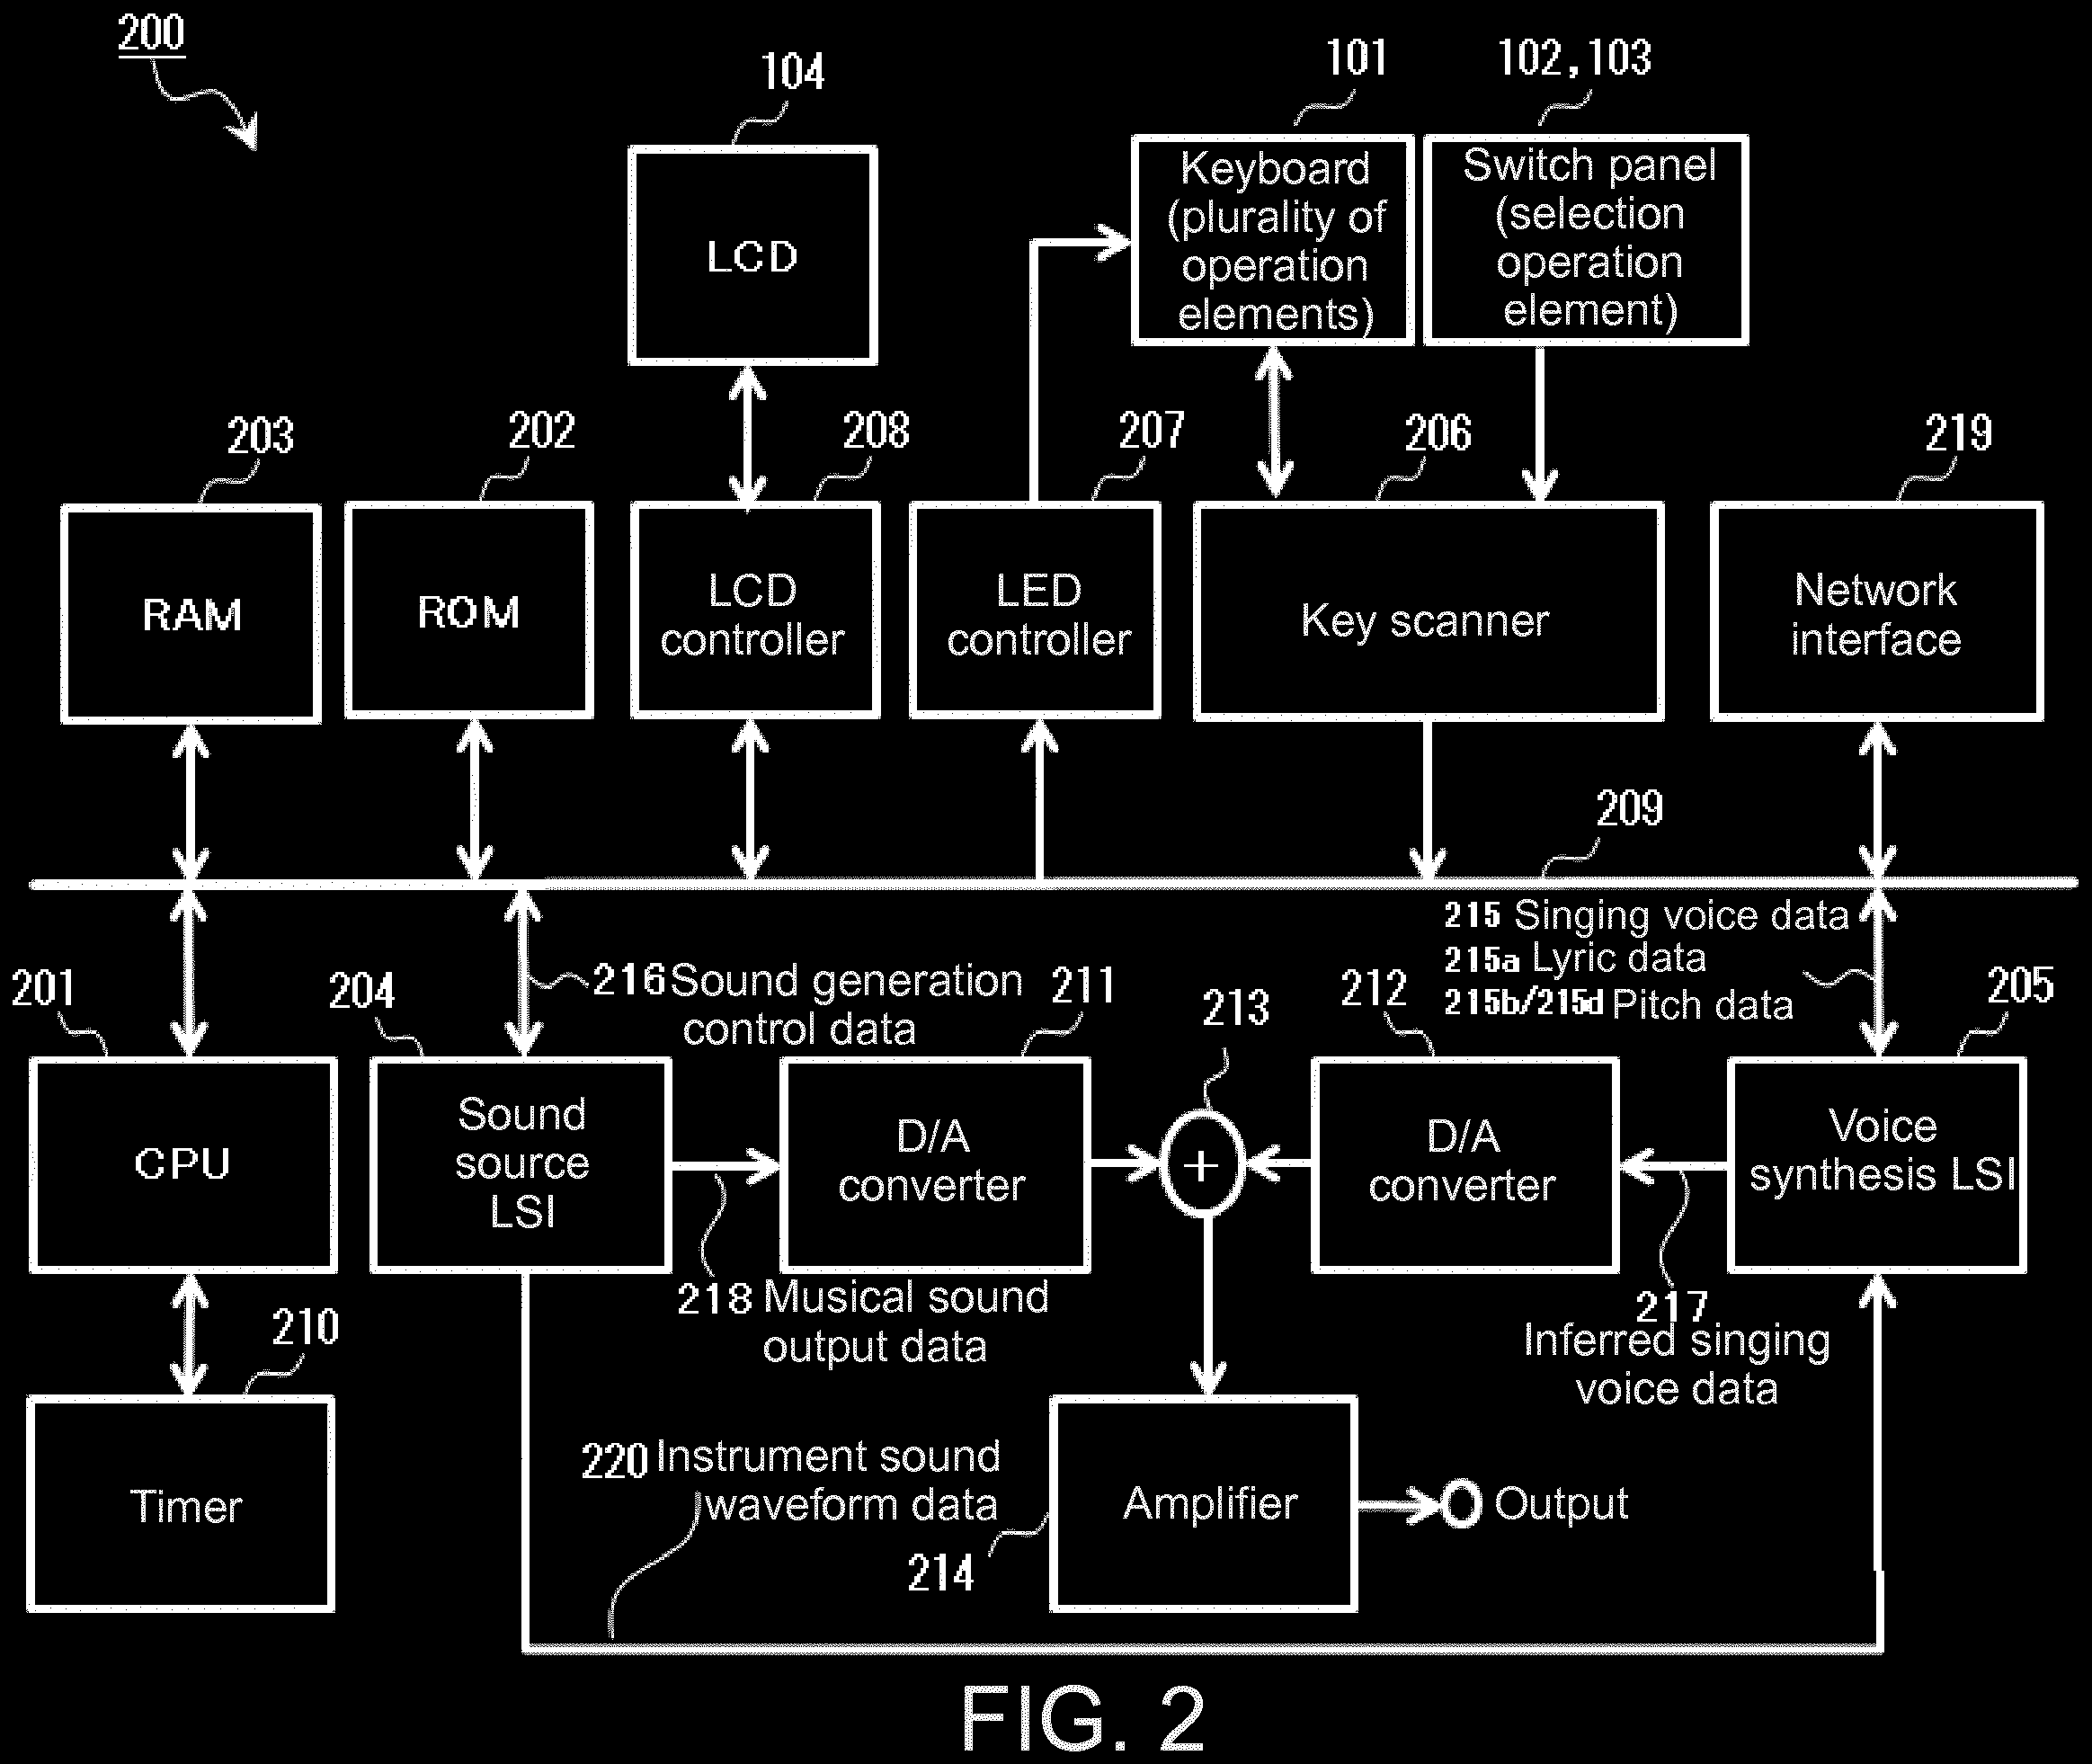 200
104
101
102,103
LCD
Keyboard
(plurality of
operation
elements)
Switch panel
(selection
operation
element)
203
202
208
207
206
219
RAM
ROM
LCD
controller
LED
controller
Key scanner
Network
interface
209
215 Singing voice data
215a Lyric data
215b/215d Pitch data
201
204
216 Sound generation
control data
211
213
212
205
CPU
Sound
source
LSI
D/A
converter
+
D/A
converter
Voice
synthesis LSI
218 Musical sound
output data
217
Inferred singing
voice data
210
Timer
220 Instrument sound
waveform data
214
Amplifier
Output
FIG. 2